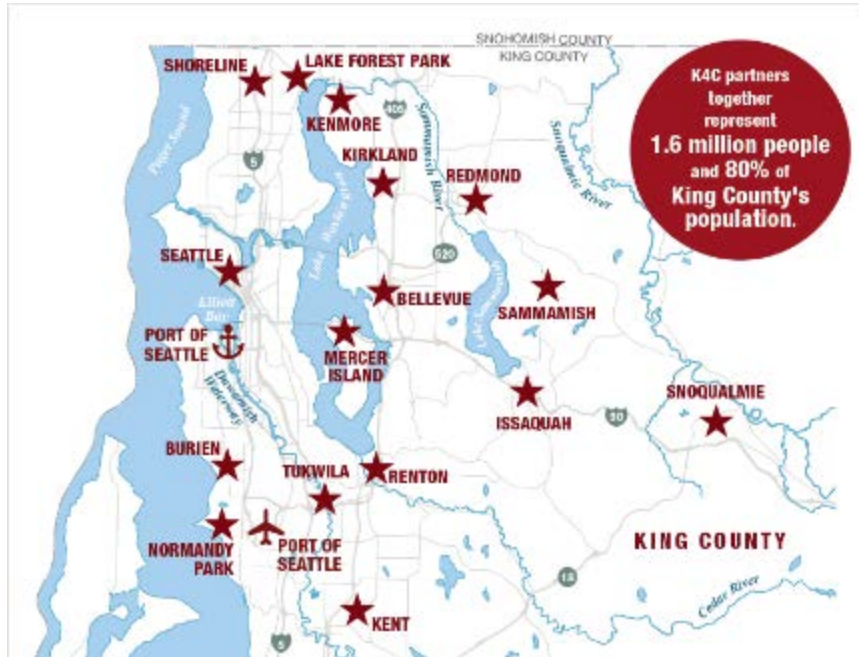 SNOHOMISH COUNTY
KING COUNTY
K4C partners
together
represent
1.6 million people
and 80% of
King County's
population.
SHORELINE
LAKE FOREST PARK
KENMORE
405
5
KIRKLAND
REDMOND
Puget Sound
Sammamish River
Snoqualmie River
Lake Washington
SEATTLE
520
Elliott
Bay
BELLEVUE
Lake Sammamish
SAMMAMISH
PORT OF
SEATTLE
MERCER
ISLAND
Duwamish
Waterway
ISSAQUAH
90
SNOQUALMIE
BURIEN
TUKWILA
RENTON
NORMANDY
PARK
PORT OF
SEATTLE
KING COUNTY
18
Cedar River
KENT
5